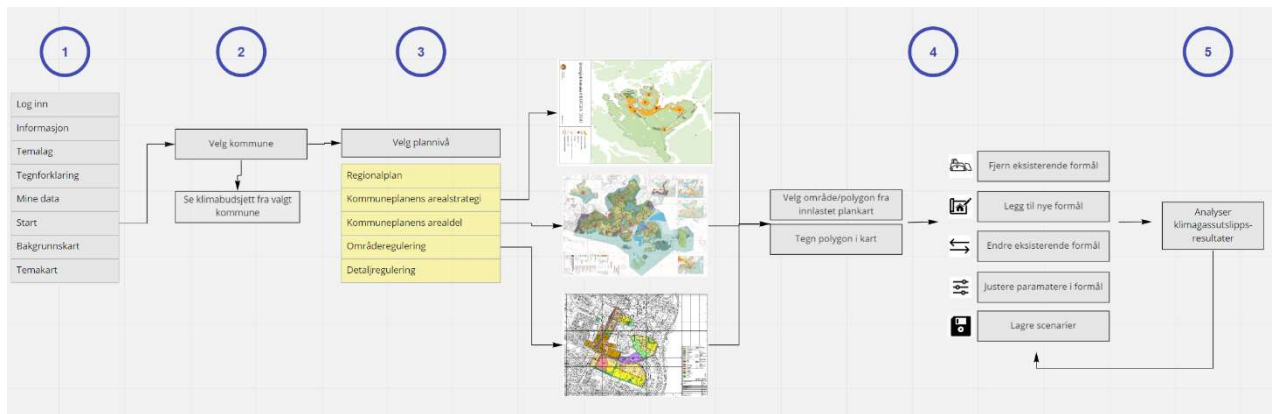 1
2
3
4
5
Log inn
Informasjon
Temalag
Tegnforklaring
Mine data
Start
Bakgrunnskart
Temakart
Velg kommune
Se klimabudsjett fra valgt
kommune
Velg plannivå
Regionalplan
Kommuneplanens arealstrategi
Kommuneplanens arealdel
Områderegulering
Detaljregulering
Velg område/polygon fra
innlastet plankart
Tegn polygon i kart
Fjern eksisterende formål
Legg til nye formål
Endre eksisterende formål
Justere paramatere i formål
Lagre scenarier
Analyser
klimagassutslipps-
resultater